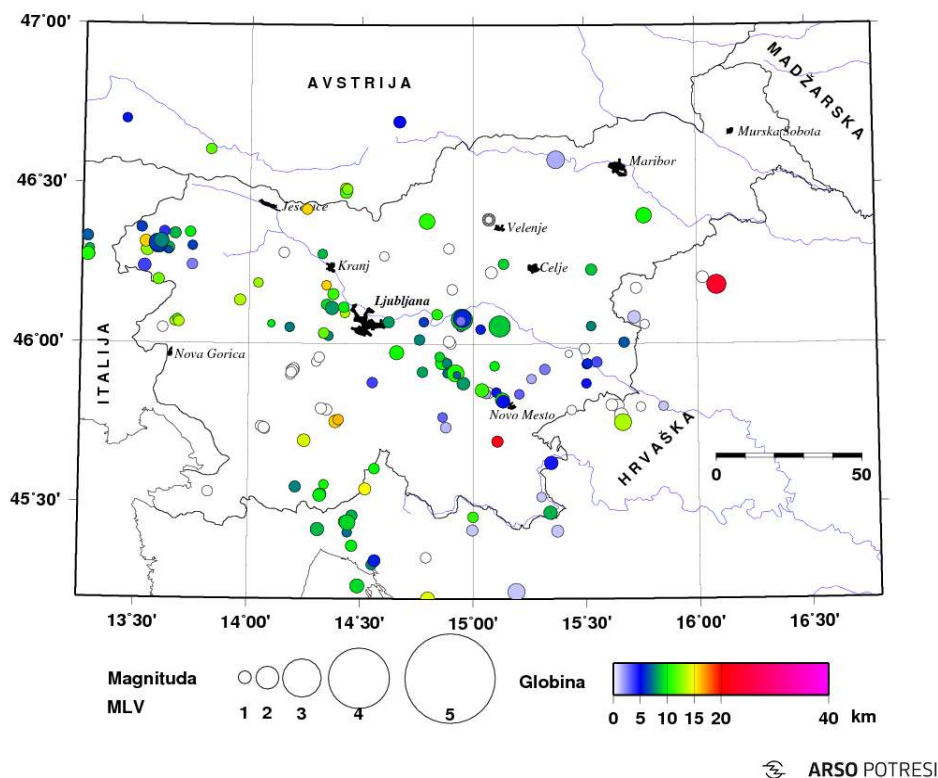 47°00'
AVSTRIJA
MADŽARSKA
Murska Sobota
Maribor
46°30'
Jesenice
Velenje
Kranj
Celje
Ljubljana
46°00'
Nova Gorica
ITALIJA
Novo Mesto
HRVAŠKA
0 50
45°30'
13°30' 14°00' 14°30' 15°00' 15°30' 16°00' 16°30'
Magnituda
MLV
1 2 3 4 5
Globina
0 5 10 15 20 40 km
ARSO POTRESI